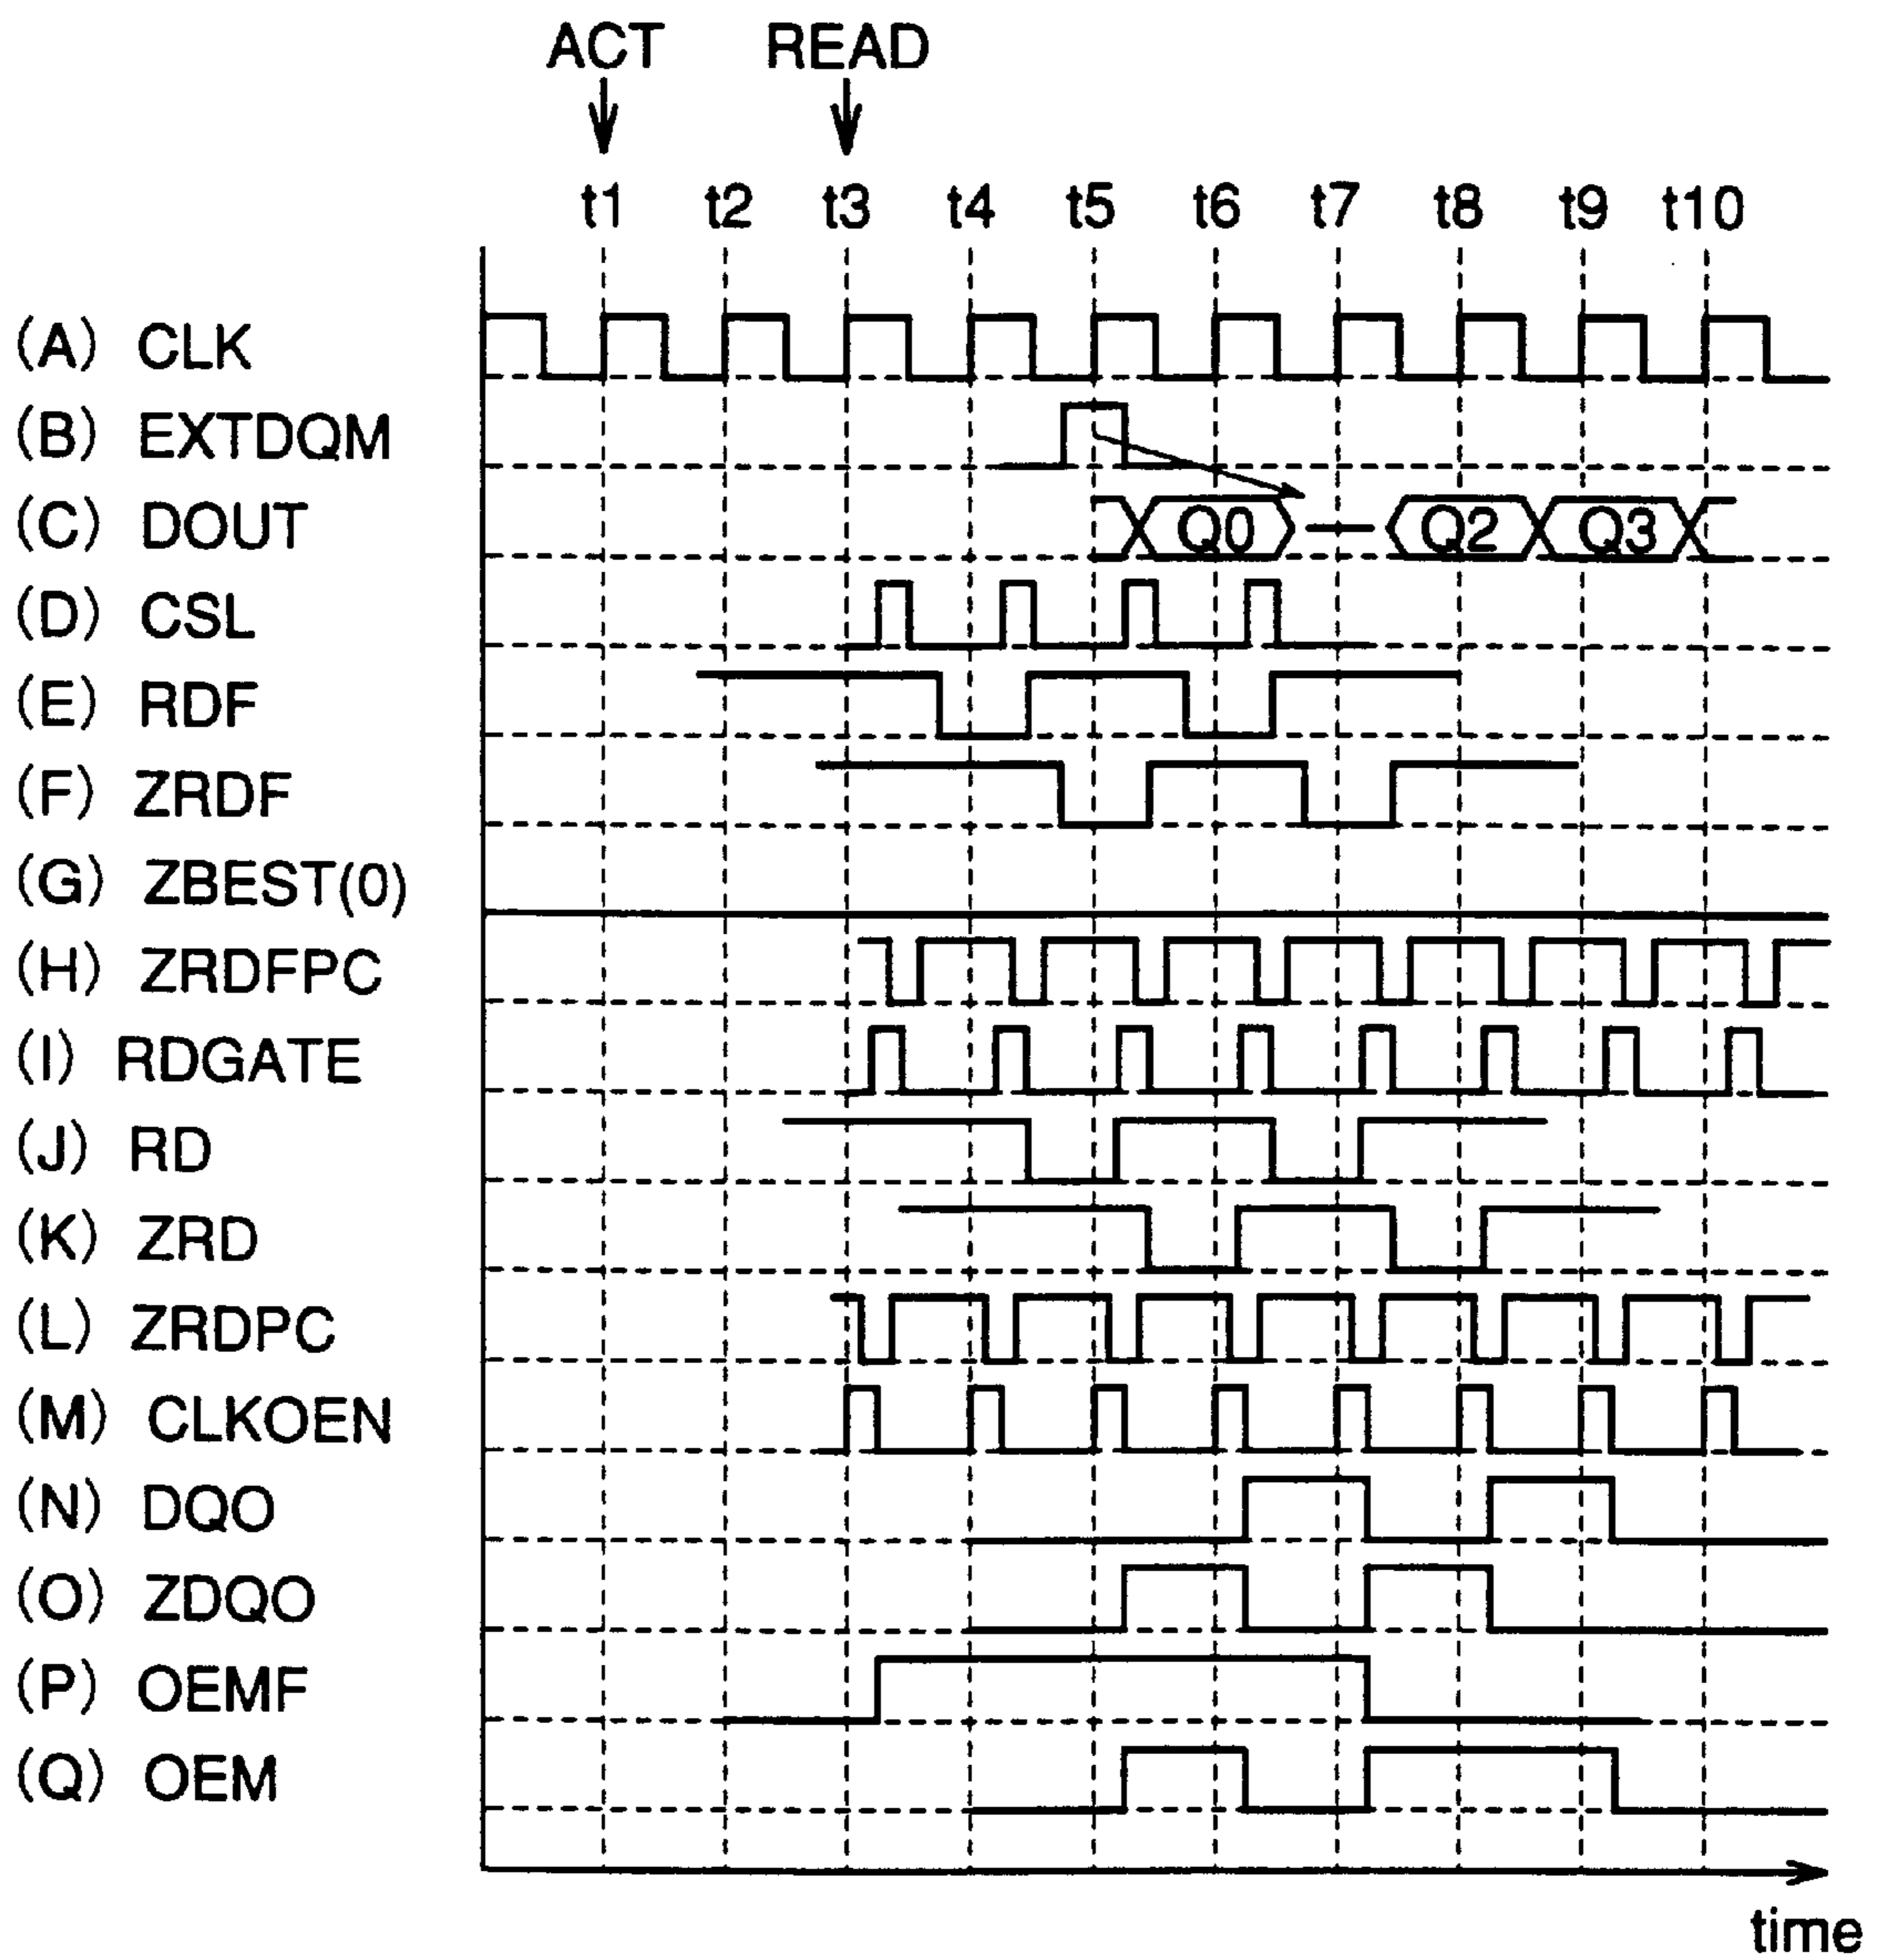 ACT READ
t1 t2 t3 t4 t5 t6 t7 t8 t9 t10
(A) CLK
(B) EXTDQM
(C) DOUT Q0 Q2 Q3
(D) CSL
(E) RDF
(F) ZRDF
(G) ZBEST(0)
(H) ZRDFPC
(I) RDGATE
(J) RD
(K) ZRD
(L) ZRDPC
(M) CLKOEN
(N) DQO
(O) ZDQO
(P) OEMF
(Q) OEM
time